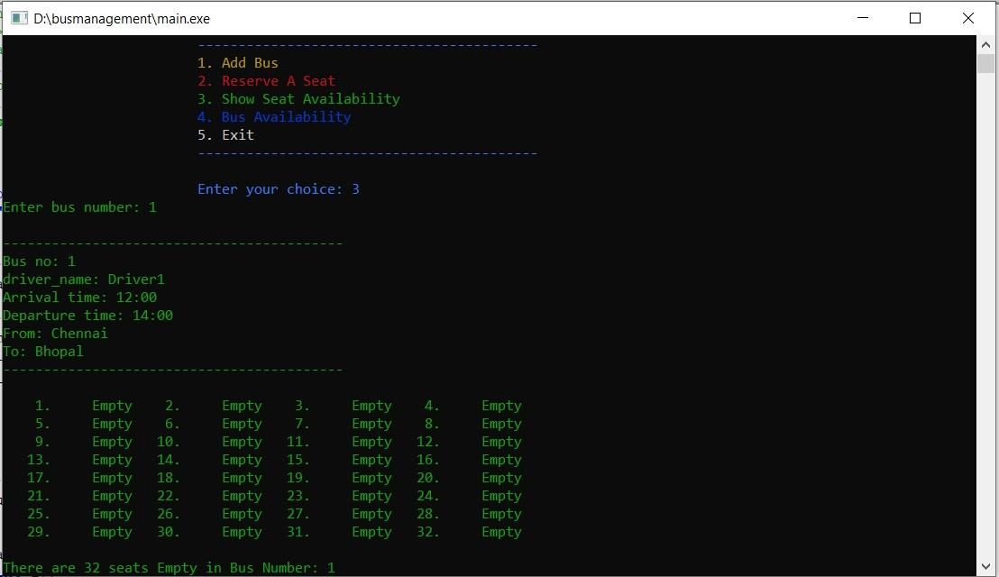 D:\busmanagement\main.exe
------------------------------------------
1. Add Bus
2. Reserve A Seat
3. Show Seat Availability
4. Bus Availability
5. Exit
------------------------------------------
Enter your choice: 3
Enter bus number: 1
------------------------------------------
Bus no: 1
driver_name: Driver1
Arrival time: 12:00
Departure time: 14:00
From: Chennai
To: Bhopal
------------------------------------------
1. Empty 2. Empty 3. Empty 4. Empty
5. Empty 6. Empty 7. Empty 8. Empty
9. Empty 10. Empty 11. Empty 12. Empty
13. Empty 14. Empty 15. Empty 16. Empty
17. Empty 18. Empty 19. Empty 20. Empty
21. Empty 22. Empty 23. Empty 24. Empty
25. Empty 26. Empty 27. Empty 28. Empty
29. Empty 30. Empty 31. Empty 32. Empty
There are 32 seats Empty in Bus Number: 1